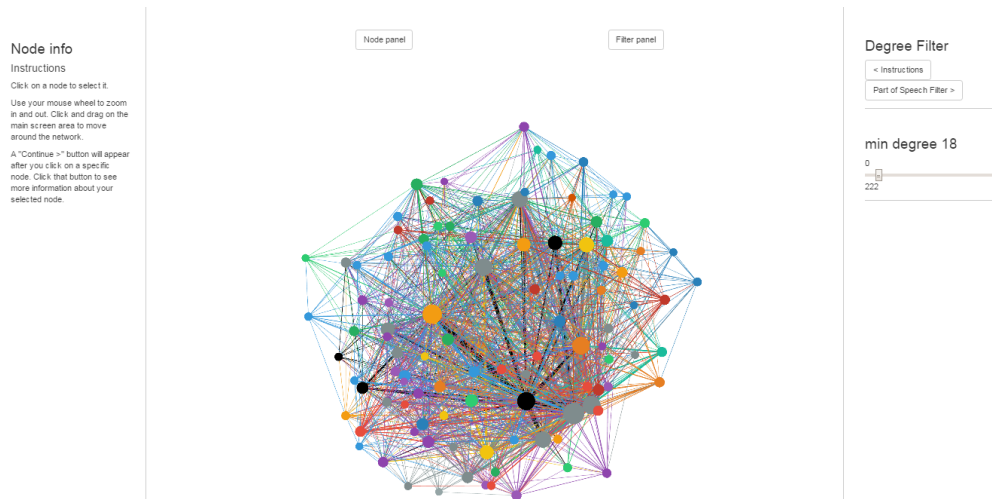 Node info
Instructions
Click on a node to select it.
Use your mouse wheel to zoom
in and out. Click and drag on the
main screen area to move
around the network.
A "Continue >" button will appear
after you click on a specific
node. Click that button to see
more information about your
selected node.
Node panel
Filter panel
Degree Filter
< Instructions
Part of Speech Filter >
min degree 18
0
222